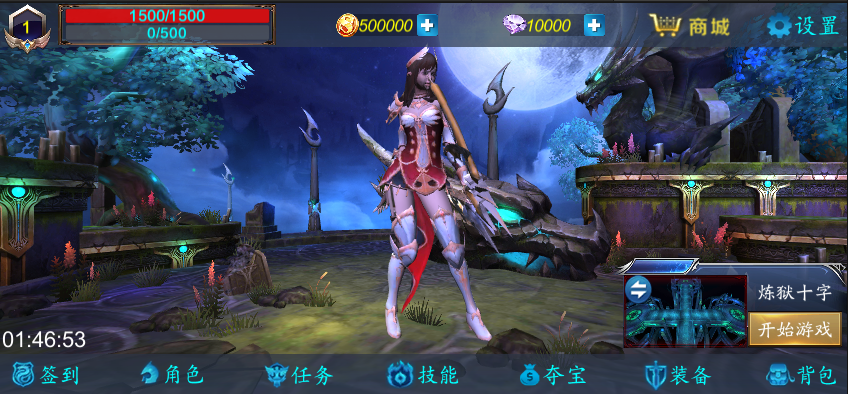 1
1500/1500
0/500
500000
10000
商城
设置
炼狱十字
开始游戏
01:46:53
签到
角色
任务
技能
夺宝
装备
背包